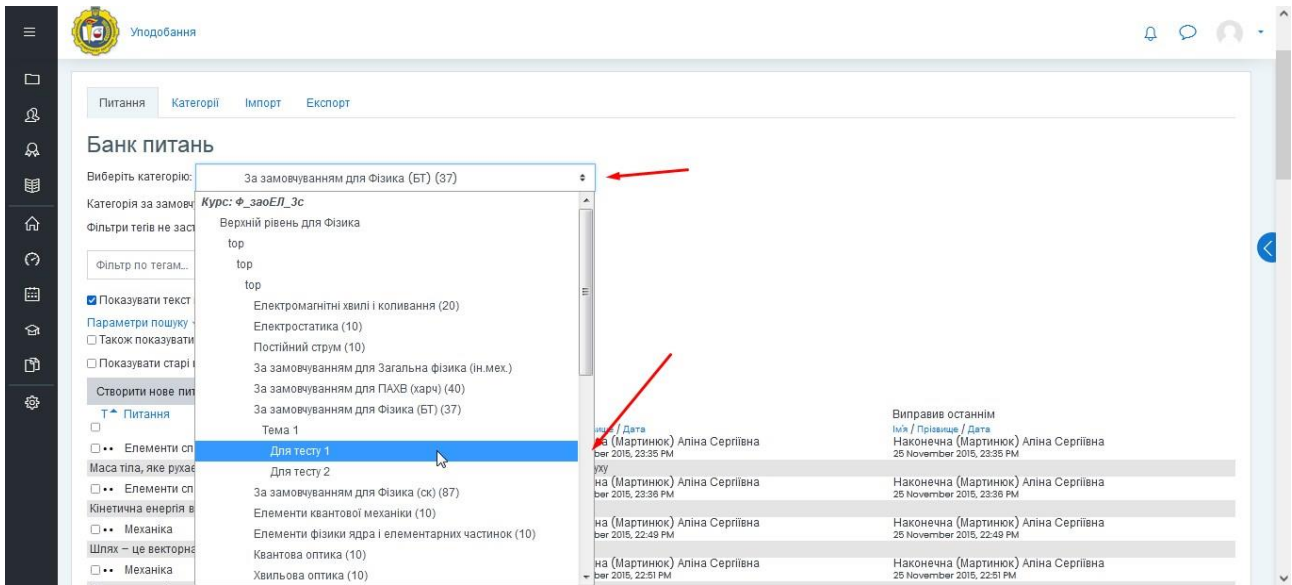 Уподобання
Питання Категорії Імпорт Експорт
Банк питань
Виберіть категорію: За замовчуванням для Фізика (БТ) (37)
Категорія за замовч
Фільтри тегів не заст
Фільтр по тегам...
Показувати текст
Параметри пошуку
Також показувати
Показувати старі
Створити нове пит
Курс: Ф_заоЕЛ_3с
Верхній рівень для Фізика
top
top
top
Електромагнітні хвилі і коливання (20)
Електростатика (10)
Постійний струм (10)
За замовчуванням для Загальна фізика (ін.мех.)
За замовчуванням для ПАХВ (харч) (40)
За замовчуванням для Фізика (БТ) (37)
Тема 1
Для тесту 1
Для тесту 2
За замовчуванням для Фізика (ск) (87)
Елементи квантової механіки (10)
Елементи фізики ядра і елементарних частинок (10)
Квантова оптика (10)
Хвильова оптика (10)
Т Питання
Елементи сп
Маса тіла, яке рухає
Елементи сп
Кінетична енергія в
Механіка
Шлях – це векторна
Механіка
ище / Дата
на (Мартинюк) Аліна Сергіївна
ber 2015, 23:35 PM
уху
на (Мартинюк) Аліна Сергіївна
ber 2015, 23:36 PM
на (Мартинюк) Аліна Сергіївна
ber 2015, 22:49 PM
на (Мартинюк) Аліна Сергіївна
ber 2015, 22:51 PM
Виправив останнім
Ім'я / Прізвище / Дата
Наконечна (Мартинюк) Аліна Сергіївна
25 November 2015, 23:35 PM
Наконечна (Мартинюк) Аліна Сергіївна
25 November 2015, 23:36 PM
Наконечна (Мартинюк) Аліна Сергіївна
25 November 2015, 22:49 PM
Наконечна (Мартинюк) Аліна Сергіївна
25 November 2015, 22:51 PM